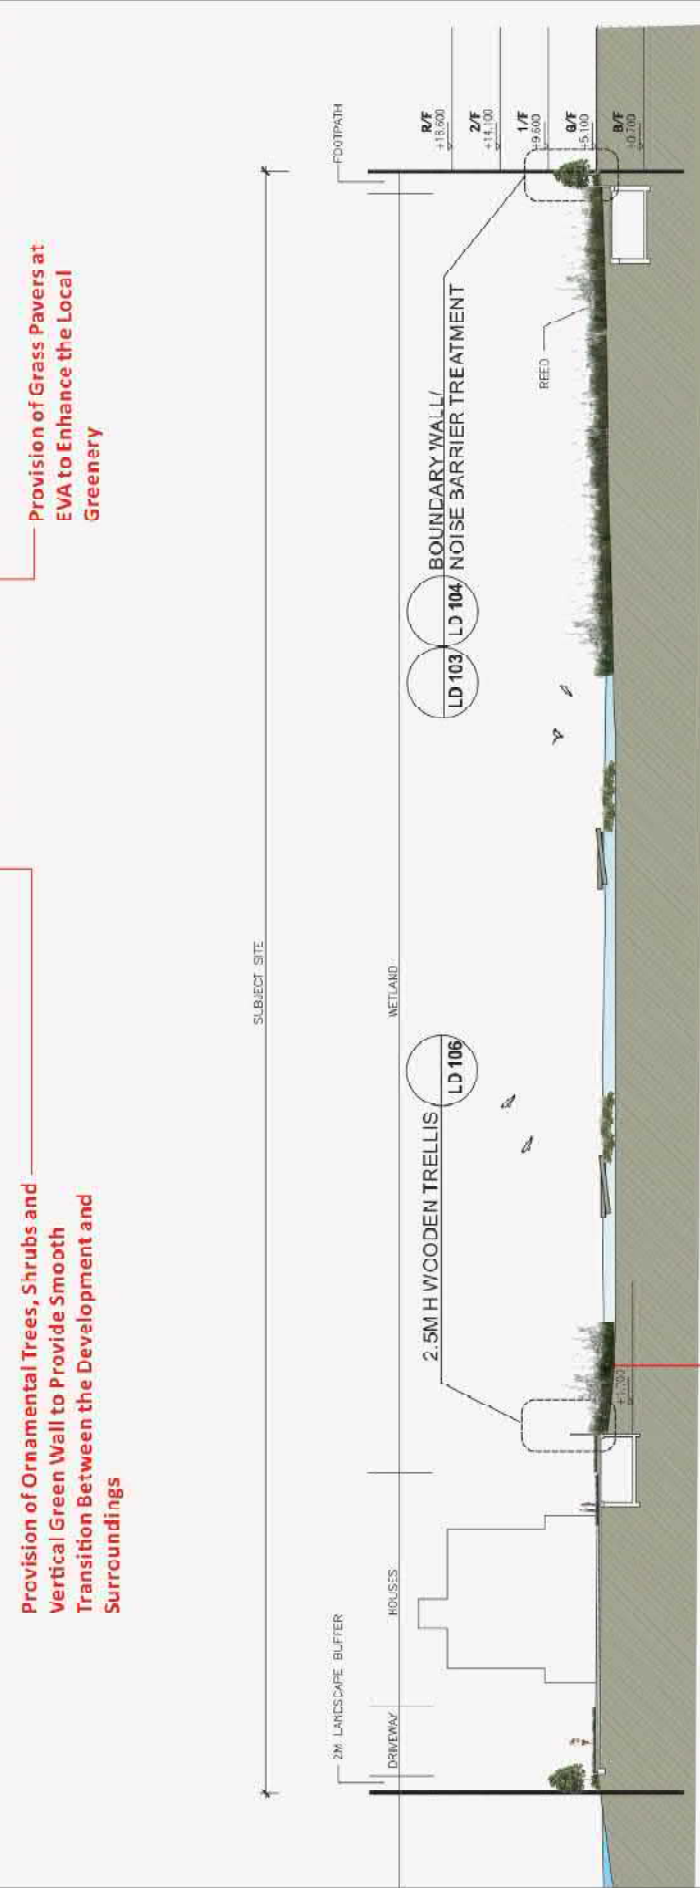 Provision of Ornamental Trees, Shrubs and
Vertical Green Wall to Provide Smooth
Transition Between the Development and
Surroundings
Provision of Grass Pavers at
EVA to Enhance the Local
Greenery
SUBJECT SITE
2M LANDSCAPE BUFFER
FOOTPATH
DRIVEWAY
HOUSES
WETLAND
2.5M H WOODEN TRELLIS
LD 106
LD 103
LD 104
BOUNDARY WALL/
NOISE BARRIER TREATMENT
REED
R/F
+18.600
2/F
+14.100
1/F
+9.600
G/F
+5.100
B/F
+0.700
+1.700